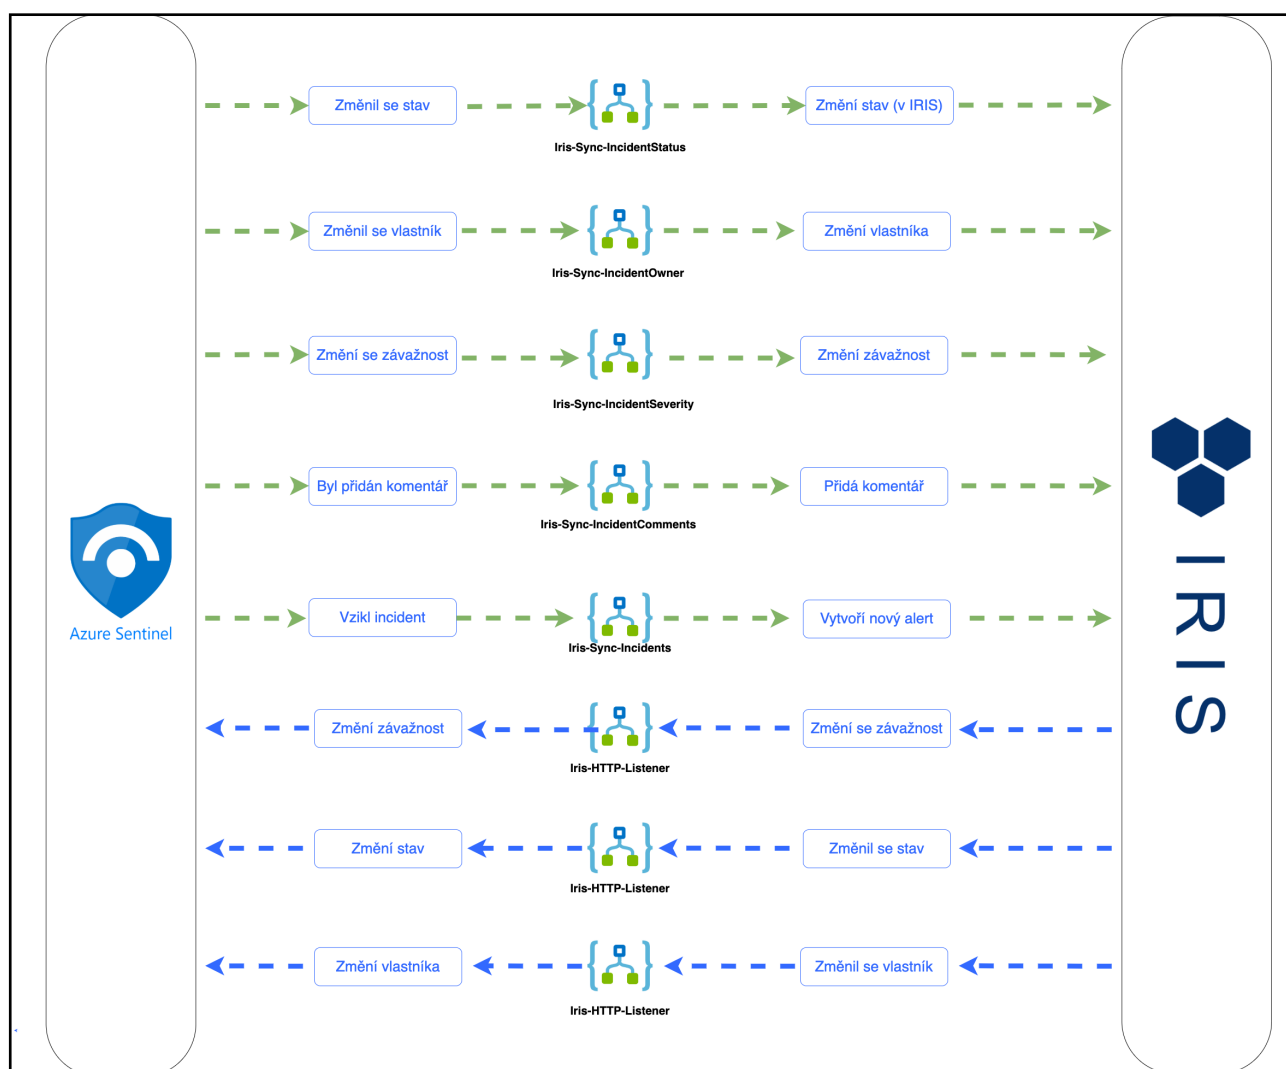 Změnil se stav
Změní stav (v IRIS)
Iris-Sync-IncidentStatus
Změnil se vlastník
Změní vlastníka
Iris-Sync-IncidentOwner
Změní se závažnost
Změní závažnost
Iris-Sync-IncidentSeverity
Byl přidán komentář
Přidá komentář
Iris-Sync-IncidentComments
Azure Sentinel
IRIS
Vzikl incident
Vytvoří nový alert
Iris-Sync-Incidents
Změní závažnost
Změní se závažnost
Iris-HTTP-Listener
Změní stav
Změnil se stav
Iris-HTTP-Listener
Změní vlastníka
Změnil se vlastník
Iris-HTTP-Listener